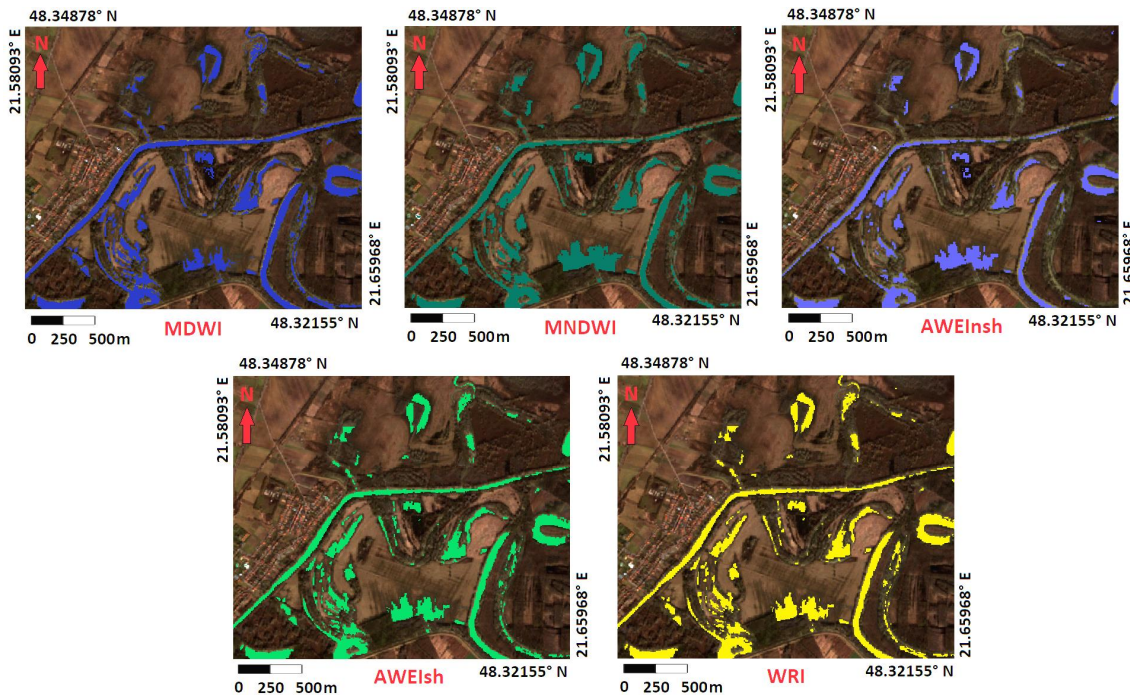 48.34878° N
48.34878° N
48.34878° N
21.58093° E
N
21.58093° E
N
21.58093° E
N
21.65968° E
21.65968° E
21.65968° E
0 250 500m
MDWI
48.32155° N
0 250 500m
MNDWI
48.32155° N
0 250 500m
AWEInsh
48.32155° N
48.34878° N
48.34878° N
21.58093° E
N
21.58093° E
N
21.65968° E
21.65968° E
0 250 500m
AWEIsh
48.32155° N
0 250 500m
WRI
48.32155° N